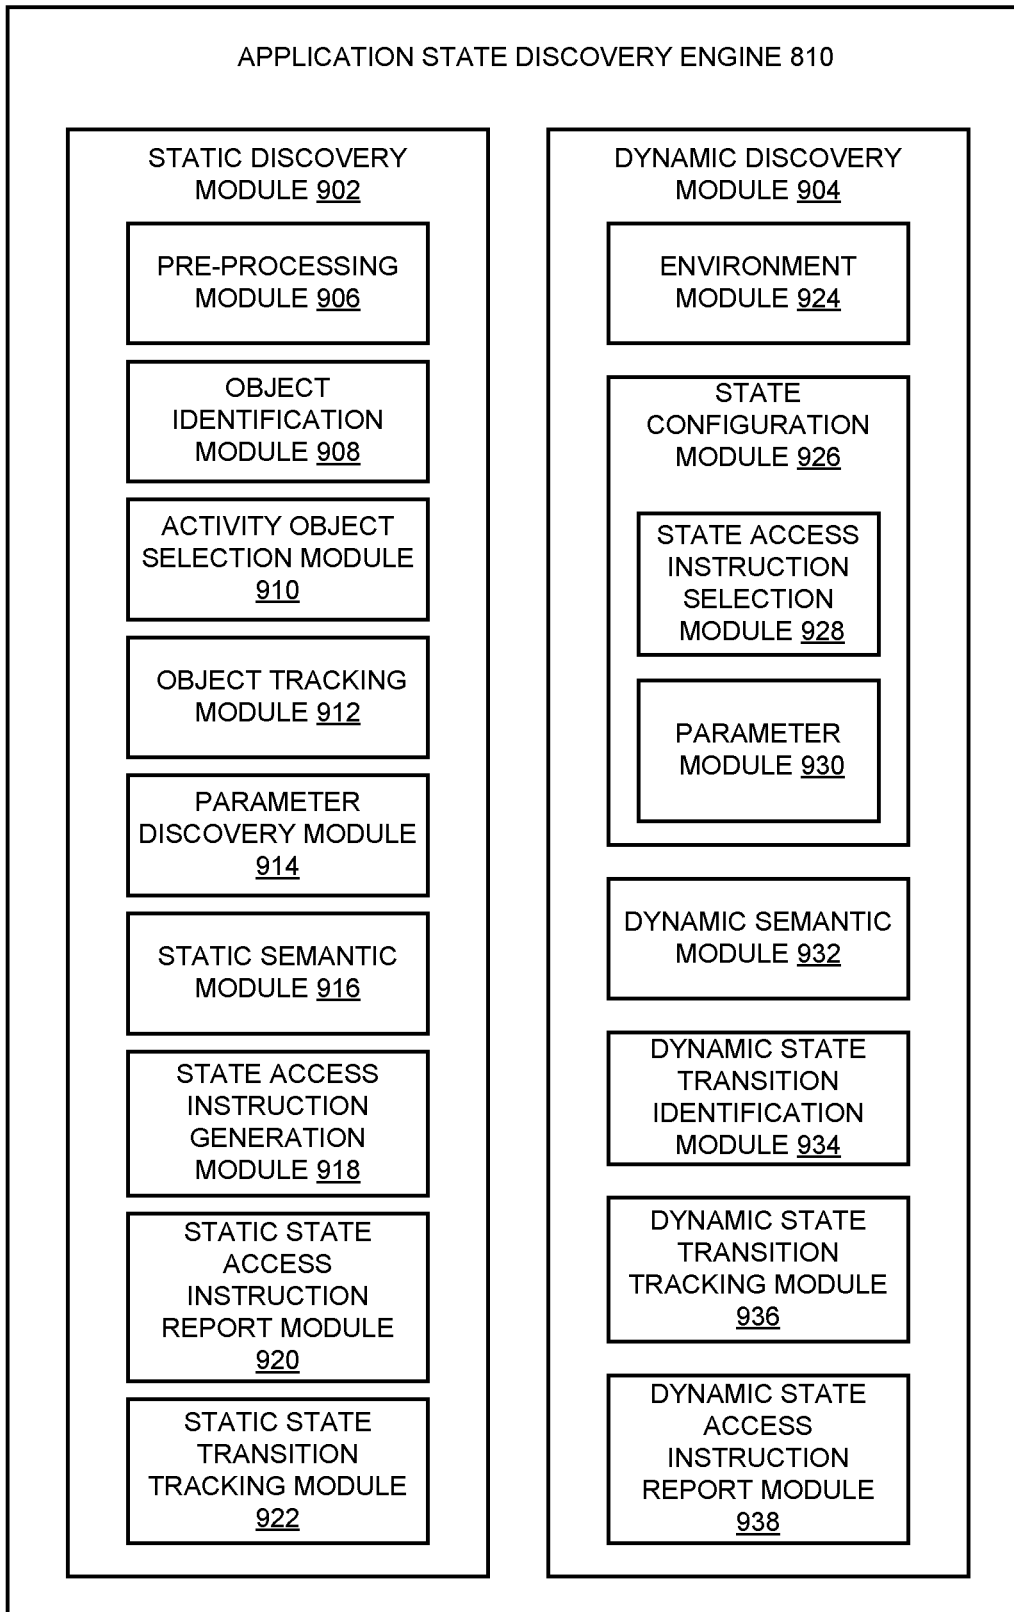 APPLICATION STATE DISCOVERY ENGINE 810
STATIC DISCOVERY
MODULE 902
PRE-PROCESSING
MODULE 906
OBJECT
IDENTIFICATION
MODULE 908
ACTIVITY OBJECT
SELECTION MODULE
910
OBJECT TRACKING
MODULE 912
PARAMETER
DISCOVERY MODULE
914
STATIC SEMANTIC
MODULE 916
STATE ACCESS
INSTRUCTION
GENERATION
MODULE 918
STATIC STATE
ACCESS
INSTRUCTION
REPORT MODULE
920
STATIC STATE
TRANSITION
TRACKING MODULE
922
DYNAMIC DISCOVERY
MODULE 904
ENVIRONMENT
MODULE 924
STATE
CONFIGURATION
MODULE 926
STATE ACCESS
INSTRUCTION
SELECTION
MODULE 928
PARAMETER
MODULE 930
DYNAMIC SEMANTIC
MODULE 932
DYNAMIC STATE
TRANSITION
IDENTIFICATION
MODULE 934
DYNAMIC STATE
TRANSITION
TRACKING MODULE
936
DYNAMIC STATE
ACCESS
INSTRUCTION
REPORT MODULE
938